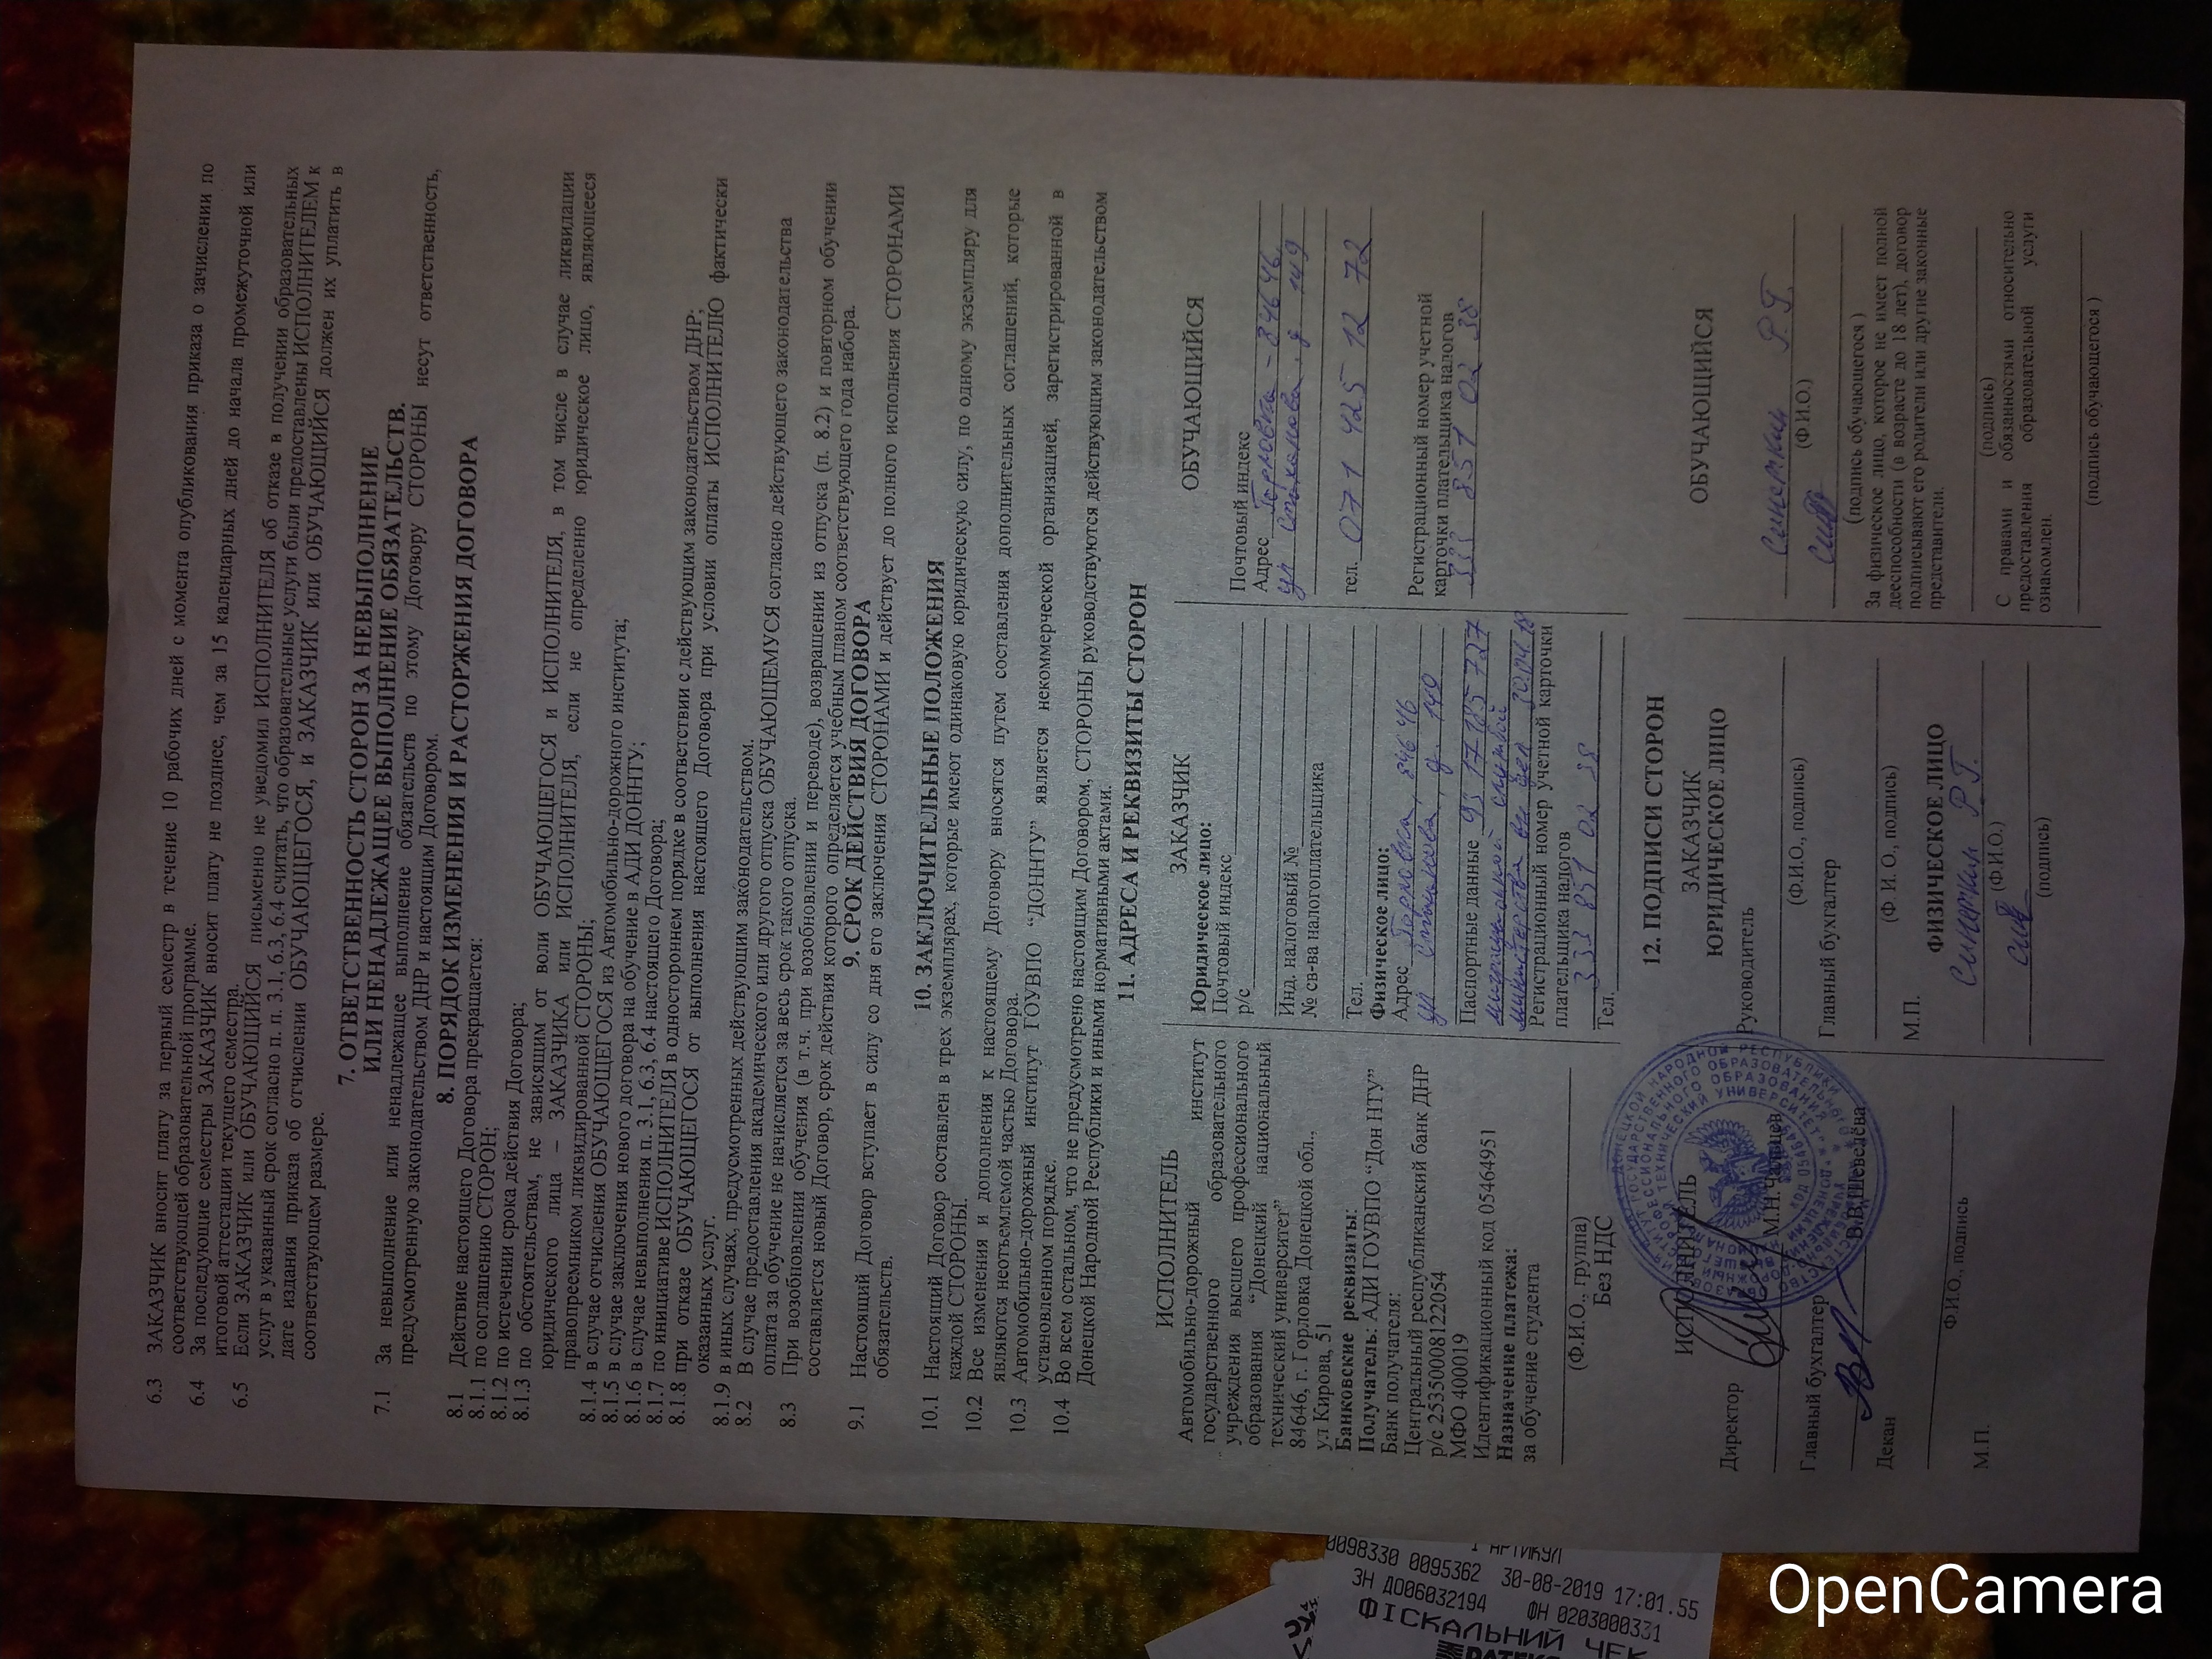 6.3 ЗАКАЗЧИК вносит плату за первый семестр в течение 10 рабочих дней с момента опубликования приказа о зачислении по
соответствующей образовательной программе.
6.4 За последующие семестры ЗАКАЗЧИК вносит плату не позднее, чем за 15 календарных дней до начала промежуточной или
итоговой аттестации текущего семестра.
6.5 Если ЗАКАЗЧИК или ОБУЧАЮЩИЙСЯ письменно не уведомил ИСПОЛНИТЕЛЯ об отказе в получении образовательных
услуг в указанный срок согласно п. п. 3.1, 6.3, 6.4 считать, что образовательные услуги были предоставлены ИСПОЛНИТЕЛЕМ к
дате издания приказа об отчислении ОБУЧАЮЩЕГОСЯ, и ЗАКАЗЧИК или ОБУЧАЮЩИЙСЯ должен их уплатить в
соответствующем размере.
7. ОТВЕТСТВЕННОСТЬ СТОРОН ЗА НЕВЫПОЛНЕНИЕ
ИЛИ НЕНАДЛЕЖАЩЕЕ ВЫПОЛНЕНИЕ ОБЯЗАТЕЛЬСТВ.
7.1 За невыполнение или ненадлежащее выполнение обязательств по этому Договору СТОРОНЫ несут ответственность,
предусмотренную законодательством ДНР и настоящим Договором.
8. ПОРЯДОК ИЗМЕНЕНИЯ И РАСТОРЖЕНИЯ ДОГОВОРА
8.1 Действие настоящего Договора прекращается:
8.1.1 по соглашению СТОРОН;
8.1.2 по истечении срока действия Договора;
8.1.3 по обстоятельствам, не зависящим от воли ОБУЧАЮЩЕГОСЯ и ИСПОЛНИТЕЛЯ, в том числе в случае ликвидации
юридического лица – ЗАКАЗЧИКА или ИСПОЛНИТЕЛЯ, если не определенно юридическое лицо, являющееся
правопреемником ликвидированной СТОРОНЫ;
8.1.4 в случае отчисления ОБУЧАЮЩЕГОСЯ из Автомобильно-дорожного института;
8.1.5 в случае заключения нового договора на обучение в АДИ ДОННТУ;
8.1.6 в случае невыполнения п. 3.1, 6.3, 6.4 настоящего Договора;
8.1.7 по инициативе ИСПОЛНИТЕЛЯ в одностороннем порядке в соответствии с действующим законодательством ДНР;
8.1.8 при отказе ОБУЧАЮЩЕГОСЯ от выполнения настоящего Договора при условии оплаты ИСПОЛНИТЕЛЮ фактически
оказанных услуг.
8.1.9 в иных случаях, предусмотренных действующим законодательством.
8.2 В случае предоставления академического или другого отпуска ОБУЧАЮЩЕМУСЯ согласно действующего законодательства
оплата за обучение не начисляется за весь срок такого отпуска.
8.3 При возобновлении обучения (в т.ч. при возобновлении и переводе), возвращении из отпуска (п. 8.2) и повторном обучении
составляется новый Договор, срок действия которого определяется учебным планом соответствующего года набора.
9. СРОК ДЕЙСТВИЯ ДОГОВОРА
9.1 Настоящий Договор вступает в силу со дня его заключения СТОРОНАМИ и действует до полного исполнения СТОРОНАМИ
обязательств.
10. ЗАКЛЮЧИТЕЛЬНЫЕ ПОЛОЖЕНИЯ
10.1 Настоящий Договор составлен в трех экземплярах, которые имеют одинаковую юридическую силу, по одному экземпляру для
каждой СТОРОНЫ.
10.2 Все изменения и дополнения к настоящему Договору вносятся путем составления дополнительных соглашений, которые
являются неотъемлемой частью Договора.
10.3 Автомобильно-дорожный институт ГОУВПО “ДОННТУ” является некоммерческой организацией, зарегистрированной в
установленном порядке.
10.4 Во всем остальном, что не предусмотрено настоящим Договором, СТОРОНЫ руководствуются действующим законодательством
Донецкой Народной Республики и иными нормативными актами.
11. АДРЕСА И РЕКВИЗИТЫ СТОРОН
ИСПОЛНИТЕЛЬ
Автомобильно-дорожный институт
государственного образовательного
учреждения высшего профессионального
образования “Донецкий национальный
технический университет”
84646, г. Горловка Донецкой обл.,
ул Кирова, 51
Банковские реквизиты:
Получатель: АДИ ГОУВПО “Дон НТУ”
Банк получателя:
Центральный республиканский банк ДНР
р/с 25350008122054
МФО 400019
Идентификационный код 05464951
Назначение платежа:
за обучение студента
(Ф.И.О., группа)
Без НДС
ЗАКАЗЧИК
Юридическое лицо:
Почтовый индекс
р/с
Инд. налоговый №
№ св-ва налогоплательщика
Тел.
Физическое лицо:
Адрес Горловка, 84646
ул Стаханова, д. 149
Паспортные данные 93 17 185 727
миграционной службой
министерства вн дел 30.04.18
Регистрационный номер учетной карточки
плательщика налогов
333 851 02 38
Тел.
ОБУЧАЮЩИЙСЯ
Почтовый индекс
Адрес Горловка - 84646
ул Стаханова, д 149
тел. 071 425 12 72
Регистрационный номер учетной
карточки плательщика налогов
333 851 02 38
12. ПОДПИСИ СТОРОН
ИСПОЛНИТЕЛЬ
Директор
М.Н.Чальцев
Главный бухгалтер
В.В.Шевелёва
Декан
Ф.И.О., подпись
М.П.
ЗАКАЗЧИК
ЮРИДИЧЕСКОЕ ЛИЦО
Руководитель
(Ф.И.О., подпись)
Главный бухгалтер
(Ф. И О., подпись)
М.П.
ФИЗИЧЕСКОЕ ЛИЦО
Р.Г.
(Ф.И.О.)
(подпись)
ОБУЧАЮЩИЙСЯ
Р.Г.
(Ф.И.О.)
(подпись обучающегося )
За физическое лицо, которое не имеет полной
дееспособности (в возрасте до 18 лет), договор
подписывают его родители или другие законные
представители.
(подпись)
С правами и обязанностями относительно
предоставления образовательной услуги
ознакомлен.
(подпись обучающегося )
1 АРТИКУЛ
0098330 0095362 30-08-2019 17:01.55
ЗН ДО06032194 ФН 0203000331
ФІСКАЛЬНИЙ ЧЕК
OpenCamera